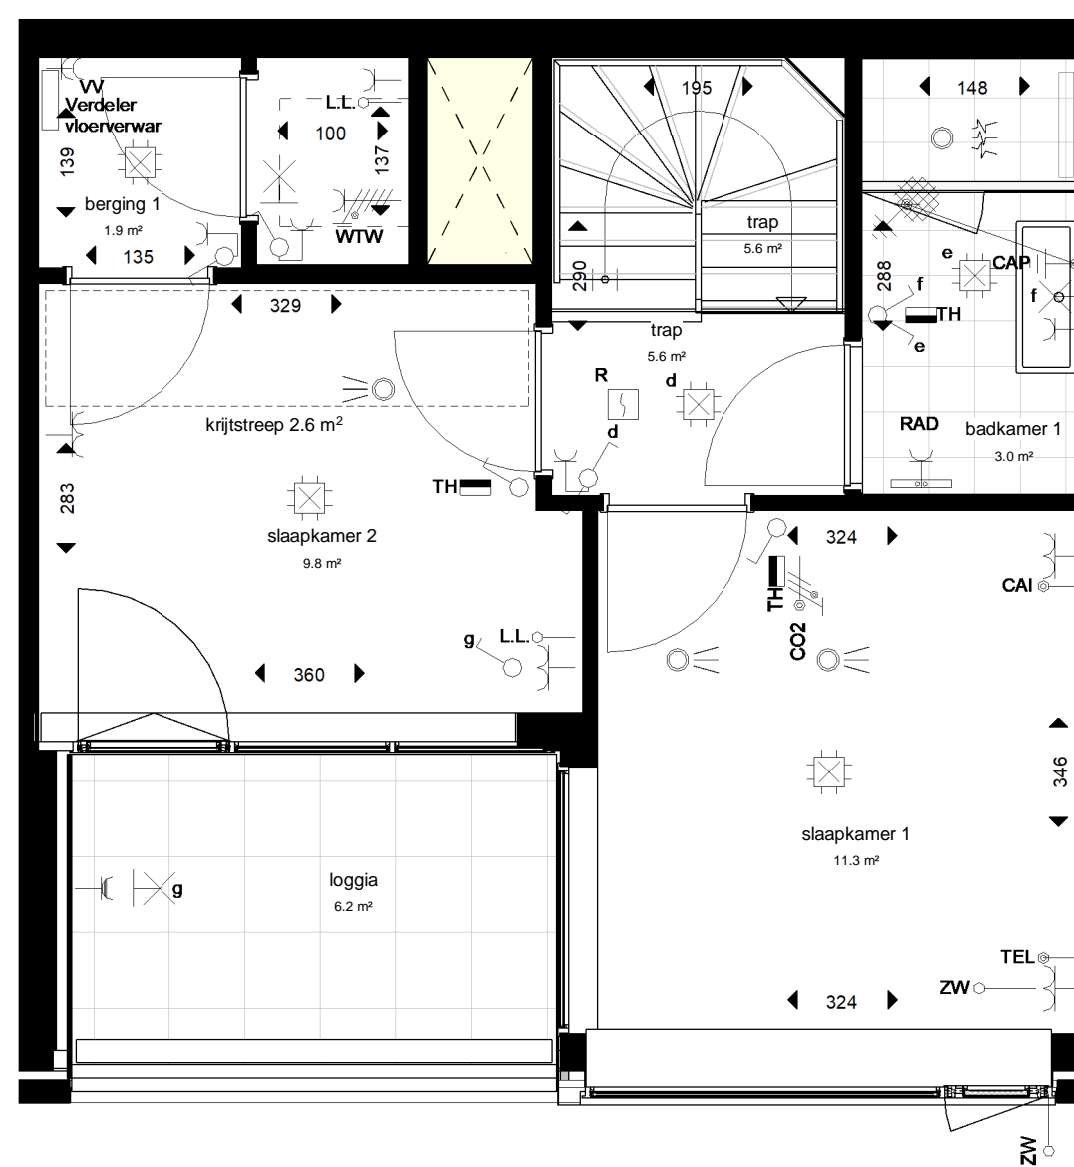 VV
Verdeler
vloerverwar
139
berging 1
1.9 m²
135
L.L.
100
137
WTW
195
trap
5.6 m²
290
148
288
e
CAP
f
f
TH
e
329
trap
5.6 m²
R
d
d
krijtstreep 2.6 m²
RAD
badkamer 1
3.0 m²
283
TH
slaapkamer 2
9.8 m²
324
TH
CO2
CAI
g
L.L.
360
346
slaapkamer 1
11.3 m²
g
loggia
6.2 m²
TEL
ZW
324
ZW